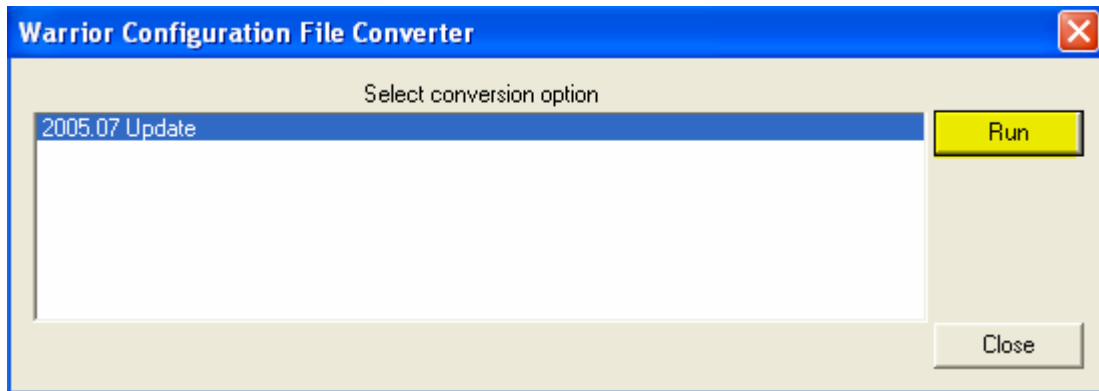 Warrior Configuration File Converter
Select conversion option
2005.07 Update
Run
Close